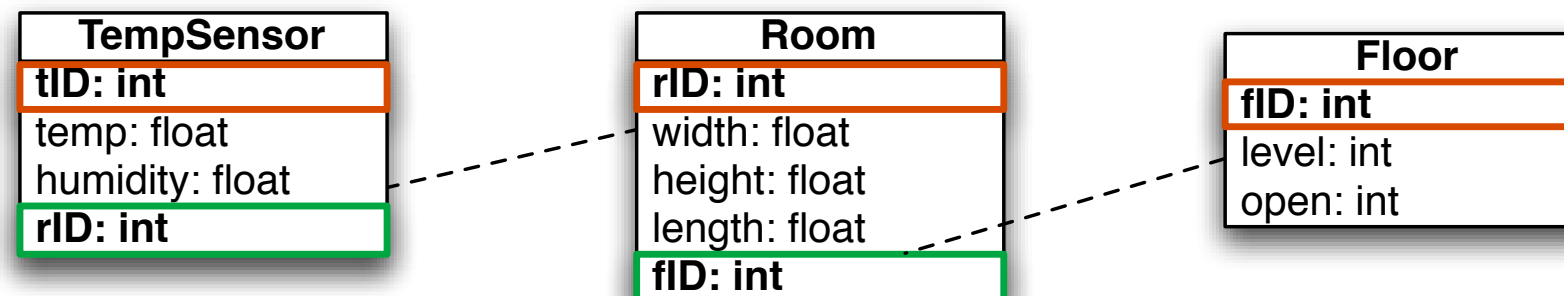 TempSensor
tID: int
temp: float
humidity: float
rID: int
Room
rID: int
width: float
height: float
length: float
fID: int
Floor
fID: int
level: int
open: int